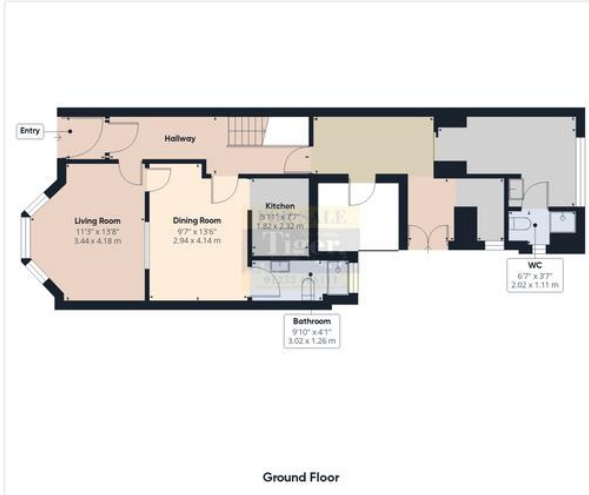 Entry
Hallway
Living Room
11'3" x 13'8"
3.44 x 4.18 m
Dining Room
9'7" x 13'6"
2.94 x 4.14 m
Kitchen
5'11" x 7'7"
1.82 x 2.32 m
SALE
Tiger
Bathroom
9'10" x 4'1"
3.02 x 1.26 m
WC
6'7" x 3'7"
2.02 x 1.11 m
Ground Floor